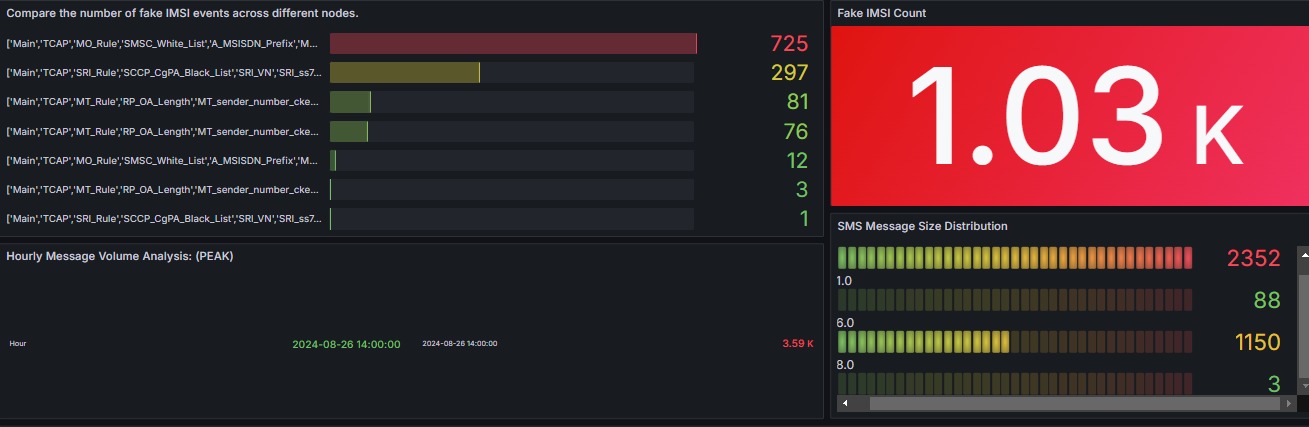 Compare the number of fake IMSI events across different nodes.
['Main','TCAP','MO_Rule','SMSC_White_List','A_MSISDN_Prefix','M... 725
['Main','TCAP','SRI_Rule','SCCP_CgPA_Black_List','SRI_VN','SRI_ss7... 297
['Main','TCAP','MT_Rule','RP_OA_Length','MT_sender_number_cke... 81
['Main','TCAP','MT_Rule','RP_OA_Length','MT_sender_number_cke... 76
['Main','TCAP','MO_Rule','SMSC_White_List','A_MSISDN_Prefix','M... 12
['Main','TCAP','MT_Rule','RP_OA_Length','MT_sender_number_cke... 3
['Main','TCAP','SRI_Rule','SCCP_CgPA_Black_List','SRI_VN','SRI_ss7... 1
Hourly Message Volume Analysis: (PEAK)
Hour 2024-08-26 14:00:00 2024-08-26 14:00:00 3.59 K
Fake IMSI Count
1.03 K
SMS Message Size Distribution
2352
1.0
88
6.0
1150
8.0
3